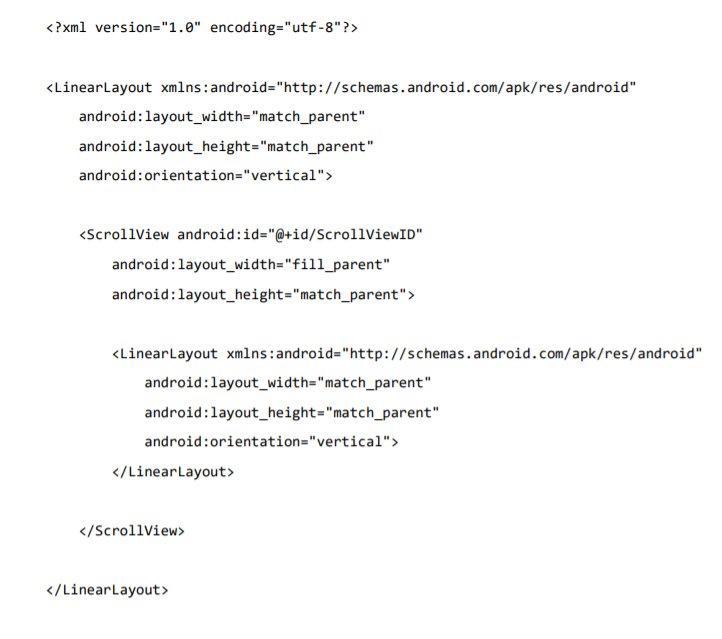 <?xml version="1.0" encoding="utf-8"?>
<LinearLayout xmlns:android="http://schemas.android.com/apk/res/android"
android:layout_width="match_parent"
android:layout_height="match_parent"
android:orientation="vertical">
<ScrollView android:id="@+id/ScrollViewID"
android:layout_width="fill_parent"
android:layout_height="match_parent">
<LinearLayout xmlns:android="http://schemas.android.com/apk/res/android"
android:layout_width="match_parent"
android:layout_height="match_parent"
android:orientation="vertical">
</LinearLayout>
</ScrollView>
</LinearLayout>